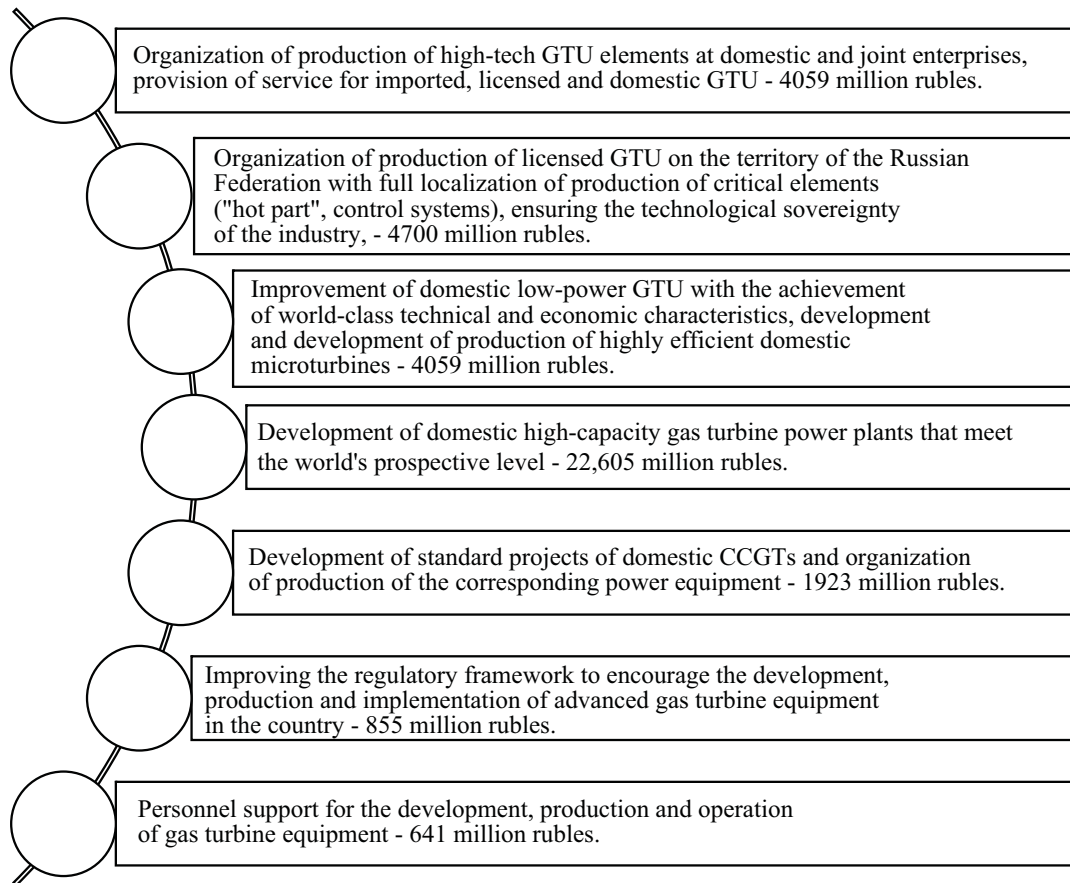 Organization of production of high-tech GTU elements at domestic and joint enterprises,
provision of service for imported, licensed and domestic GTU - 4059 million rubles.
Organization of production of licensed GTU on the territory of the Russian
Federation with full localization of production of critical elements
("hot part", control systems), ensuring the technological sovereignty
of the industry, - 4700 million rubles.
Improvement of domestic low-power GTU with the achievement
of world-class technical and economic characteristics, development
and development of production of highly efficient domestic
microturbines - 4059 million rubles.
Development of domestic high-capacity gas turbine power plants that meet
the world's prospective level - 22,605 million rubles.
Development of standard projects of domestic CCGTs and organization
of production of the corresponding power equipment - 1923 million rubles.
Improving the regulatory framework to encourage the development,
production and implementation of advanced gas turbine equipment
in the country - 855 million rubles.
Personnel support for the development, production and operation
of gas turbine equipment - 641 million rubles.